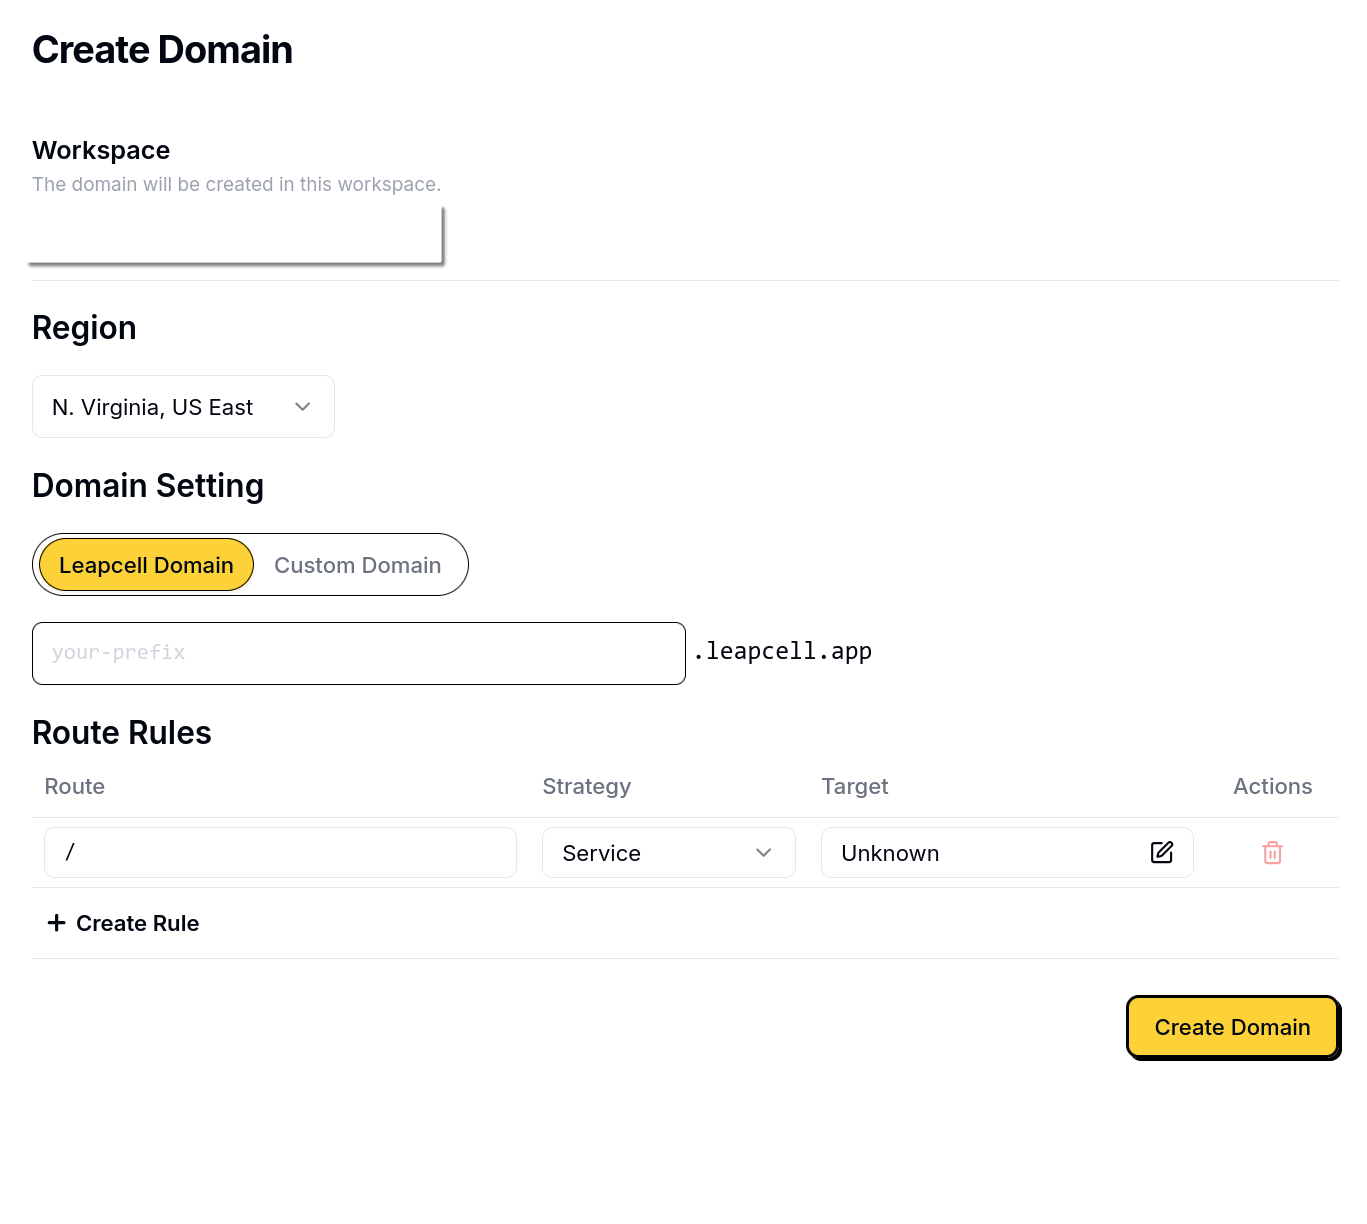 Create Domain
Workspace
The domain will be created in this workspace.
Region
N. Virginia, US East
Domain Setting
Leapcell Domain Custom Domain
your-prefix .leapcell.app
Route Rules
Route Strategy Target Actions
/ Service Unknown
+ Create Rule
Create Domain